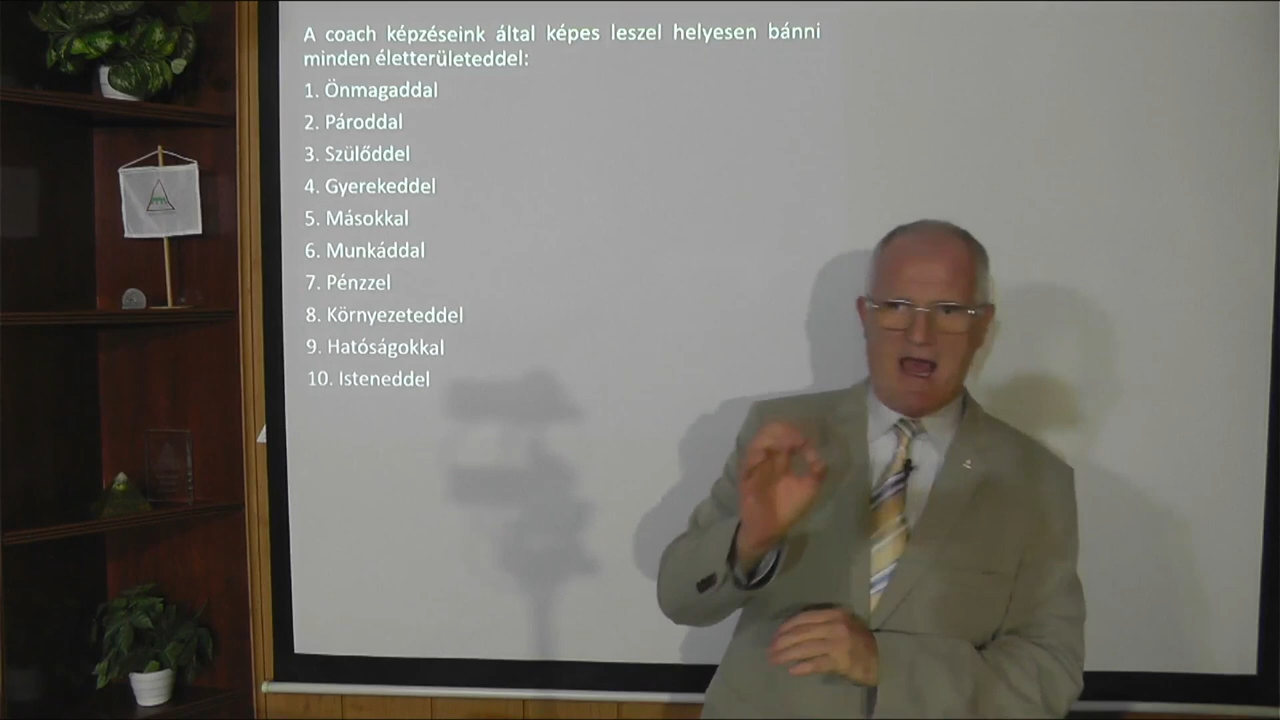 A coach képzéseink által képes leszel helyesen bánni
minden életterületeddel:
1. Önmagaddal
2. Pároddal
3. Szülőddel
4. Gyerekeddel
5. Másokkal
6. Munkáddal
7. Pénzzel
8. Környezeteddel
9. Hatóságokkal
10. Isteneddel